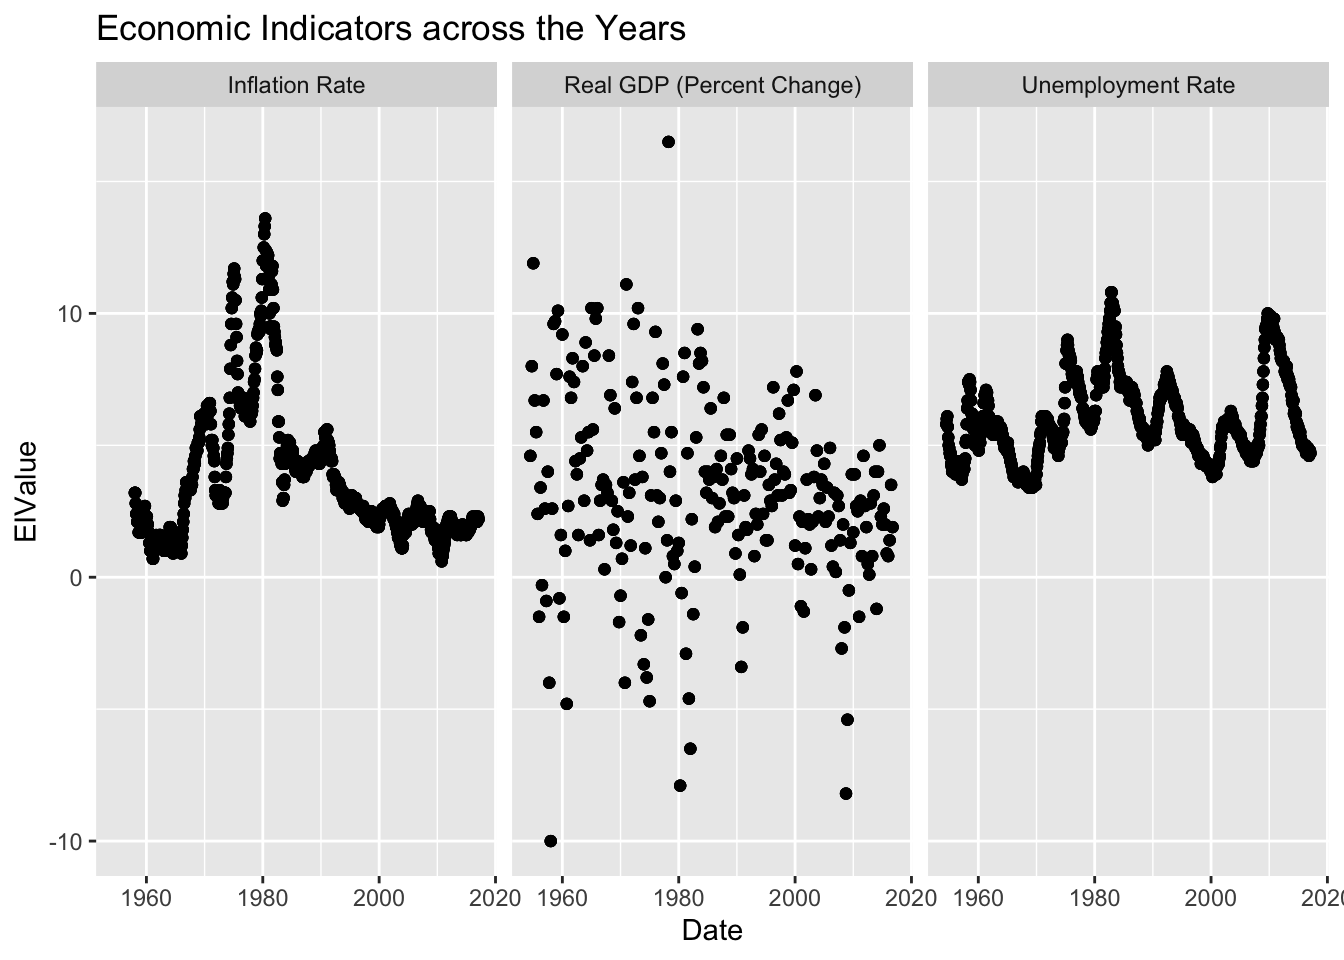 Economic Indicators across the Years
Inflation Rate
Real GDP (Percent Change)
Unemployment Rate
EIValue
10
0
-10
1960 1980 2000 2020 1960 1980 2000 2020 1960 1980 2000 2020
Date